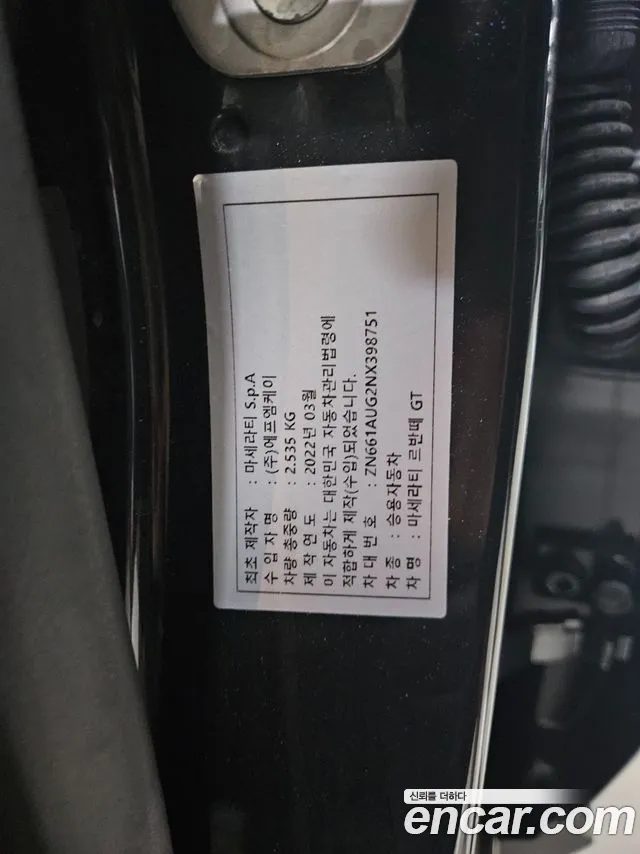 최초 제작자 : 마세라티 S.p.A
수 입 자 명 : (주)에프엠케이
차량 총중량 : 2.535 KG
제 작 연 도 : 2022년 03월
이 자동차는 대한민국 자동차관리법령에
적합하게 제작(수입)되었습니다.
차 대 번 호 : ZN661AUG2NX398751
차 종 : 승용자동차
차 명 : 마세라티 르반떼 GT
신뢰를 더하다
encar.com